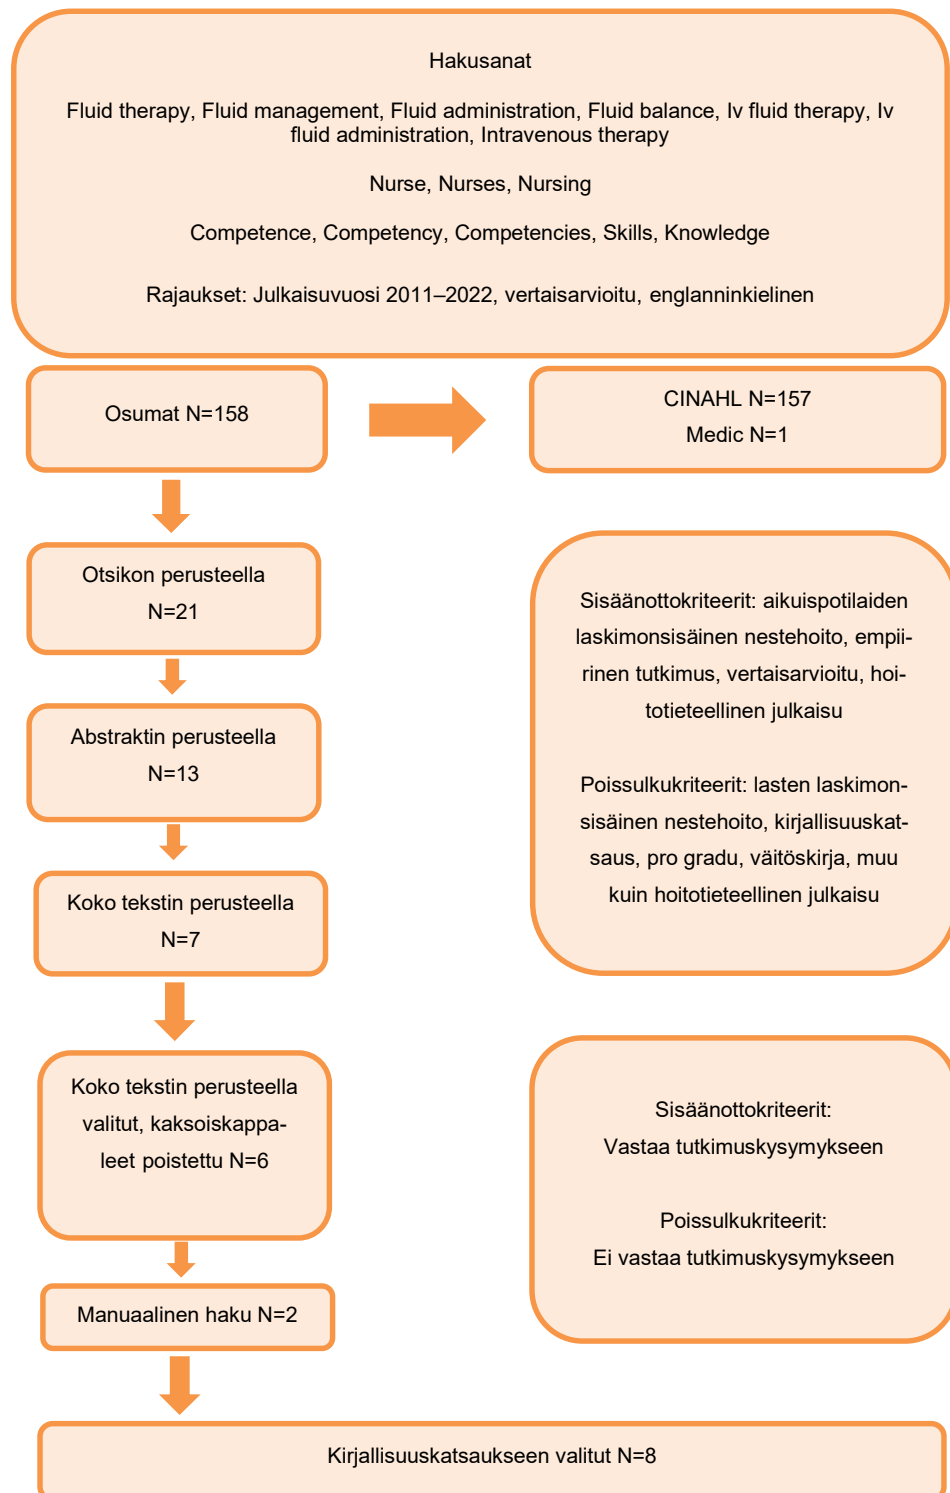 Hakusanat
Fluid therapy, Fluid management, Fluid administration, Fluid balance, Iv fluid therapy, Iv
fluid administration, Intravenous therapy
Nurse, Nurses, Nursing
Competence, Competency, Competencies, Skills, Knowledge
Rajaukset: Julkaisuvuosi 2011–2022, vertaisarvioitu, englanninkielinen
Osumat N=158
CINAHL N=157
Medic N=1
Otsikon perusteella
N=21
Abstraktin perusteella
N=13
Koko tekstin perusteella
N=7
Sisäänottokriteerit: aikuispotilaiden
laskimonsisäinen nestehoito, empii-
rinen tutkimus, vertaisarvioitu, hoi-
totieteellinen julkaisu
Poissulkukriteerit: lasten laskimon-
sisäinen nestehoito, kirjallisuuskat-
saus, pro gradu, väitöskirja, muu
kuin hoitotieteellinen julkaisu
Koko tekstin perusteella
valitut, kaksoiskappa-
leet poistettu N=6
Sisäänottokriteerit:
Vastaa tutkimuskysymykseen
Poissulkukriteerit:
Ei vastaa tutkimuskysymykseen
Manuaalinen haku N=2
Kirjallisuuskatsaukseen valitut N=8